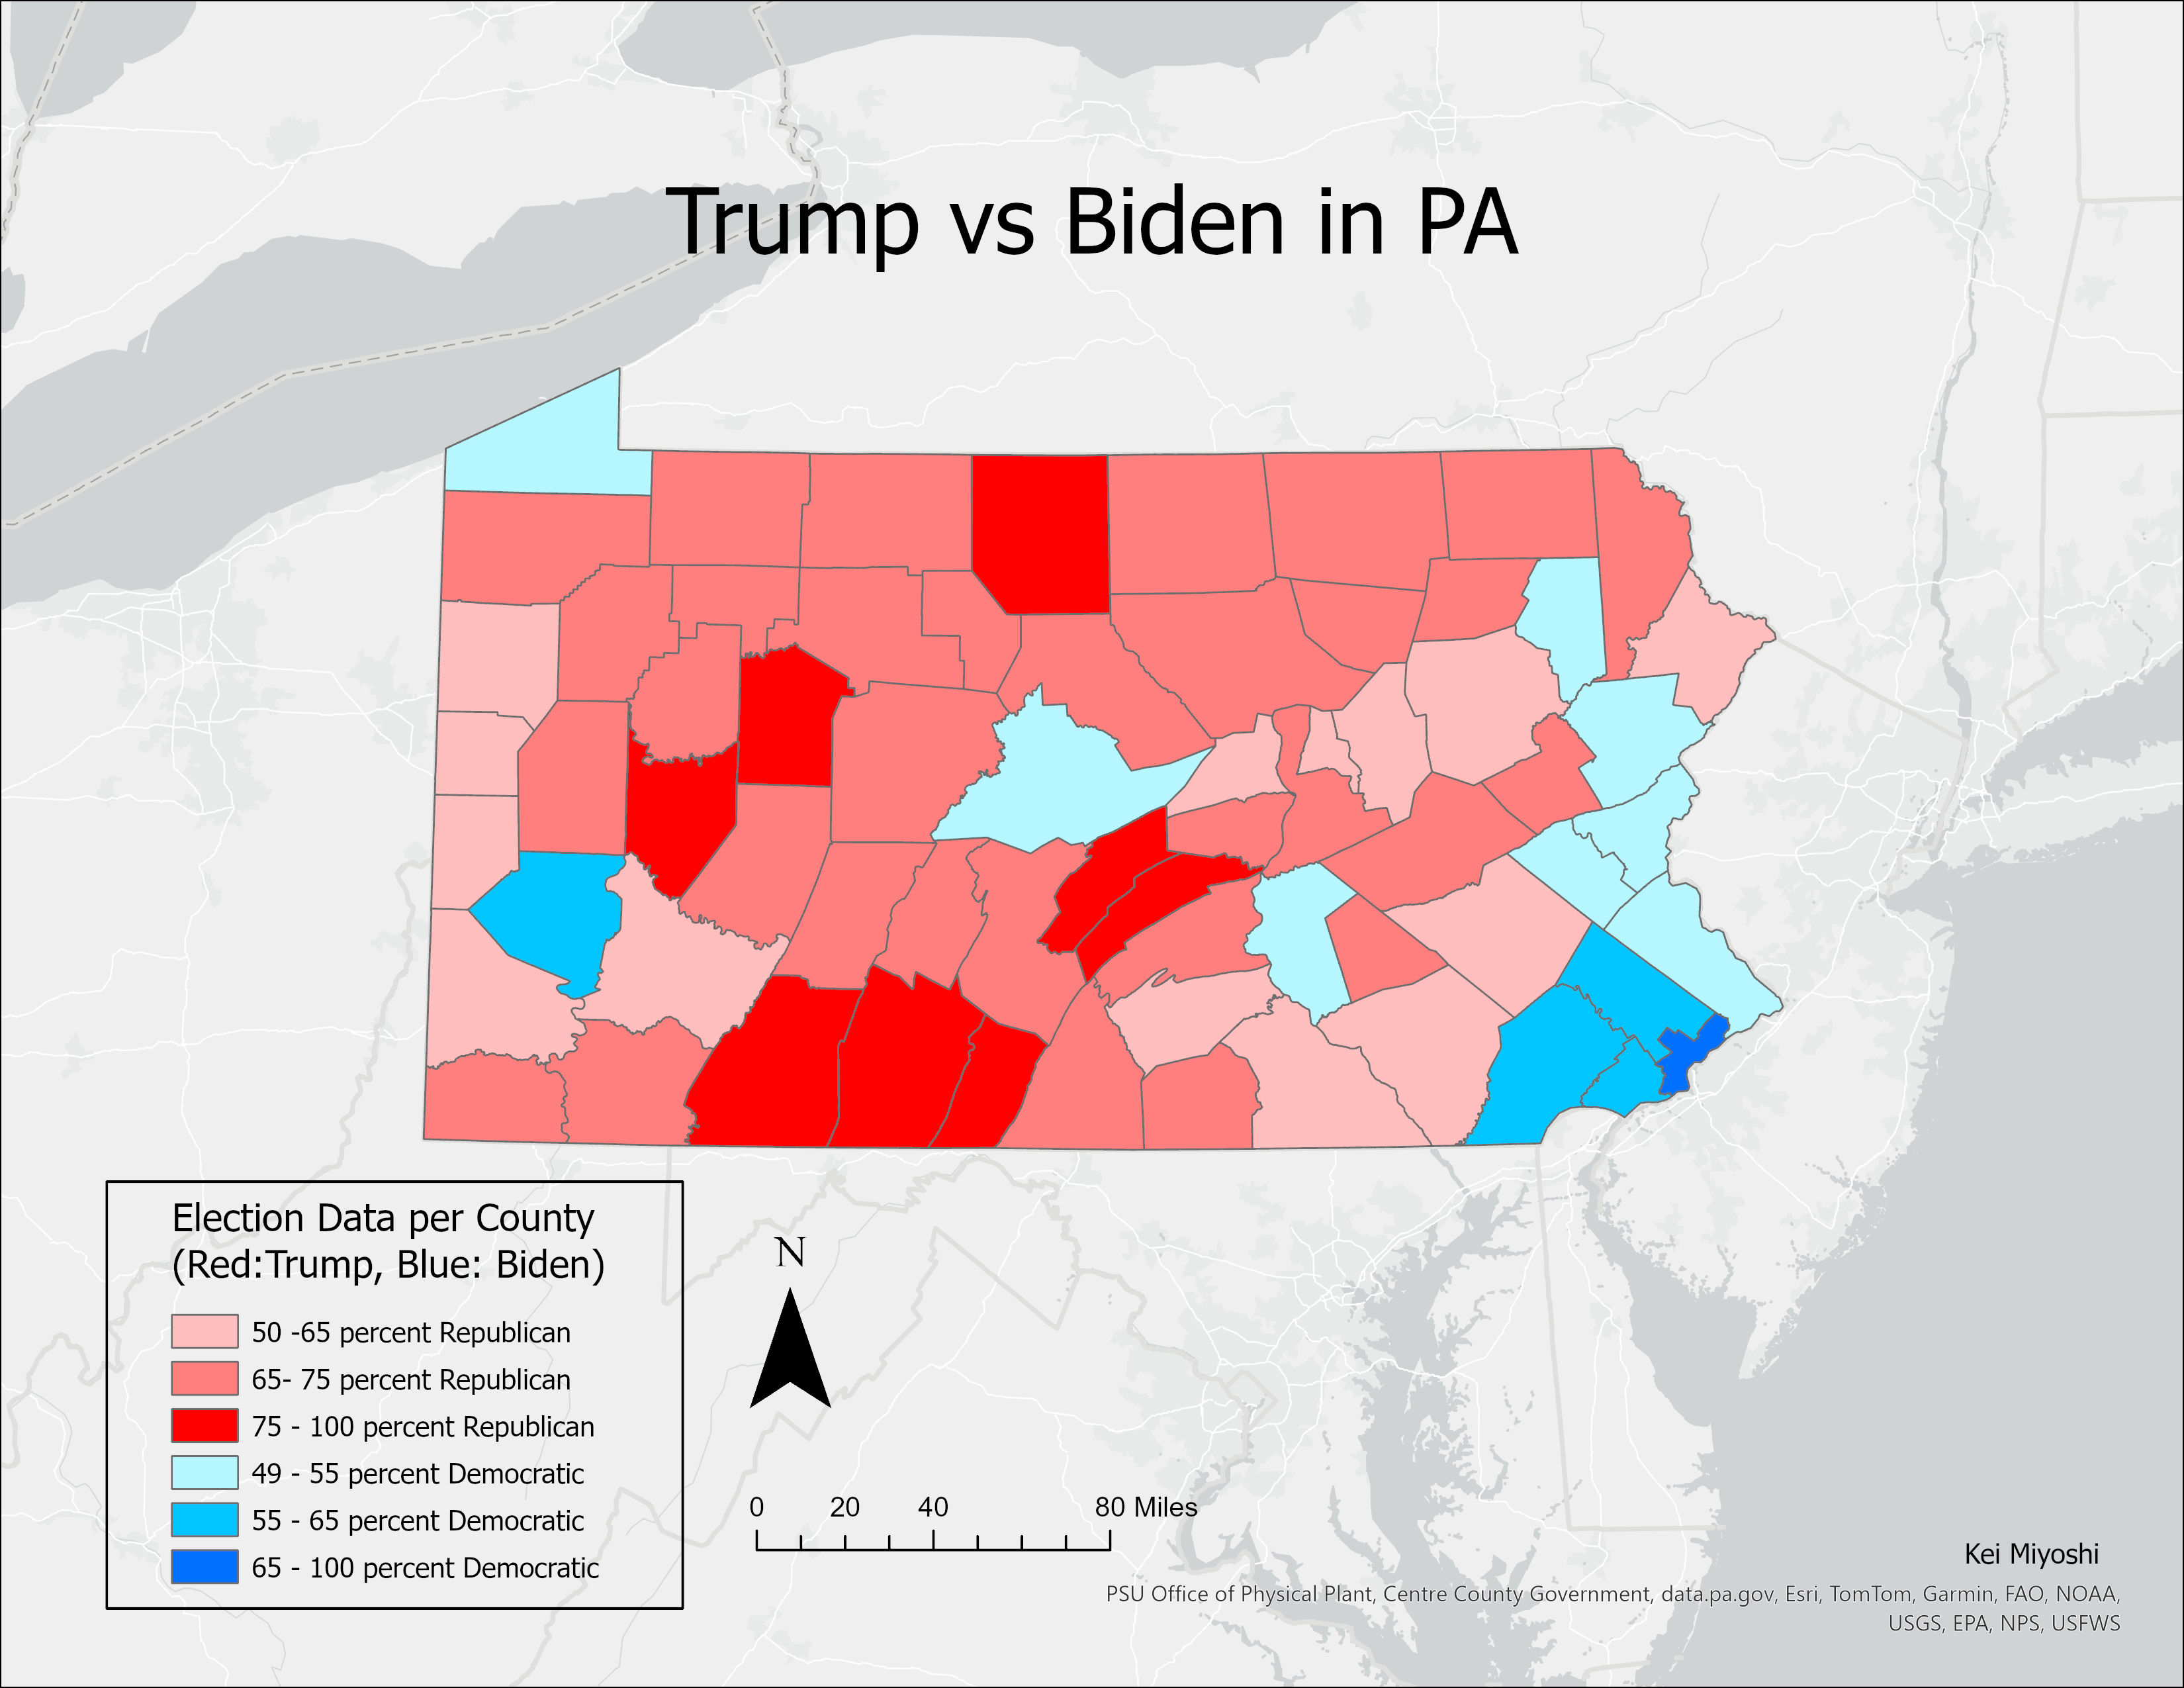 Trump vs Biden in PA
Election Data per County
(Red:Trump, Blue: Biden)
50 -65 percent Republican
65- 75 percent Republican
75 - 100 percent Republican
49 - 55 percent Democratic
55 - 65 percent Democratic
65 - 100 percent Democratic
N
0 20 40 80 Miles
Kei Miyoshi
PSU Office of Physical Plant, Centre County Government, data.pa.gov, Esri, TomTom, Garmin, FAO, NOAA,
USGS, EPA, NPS, USFWS